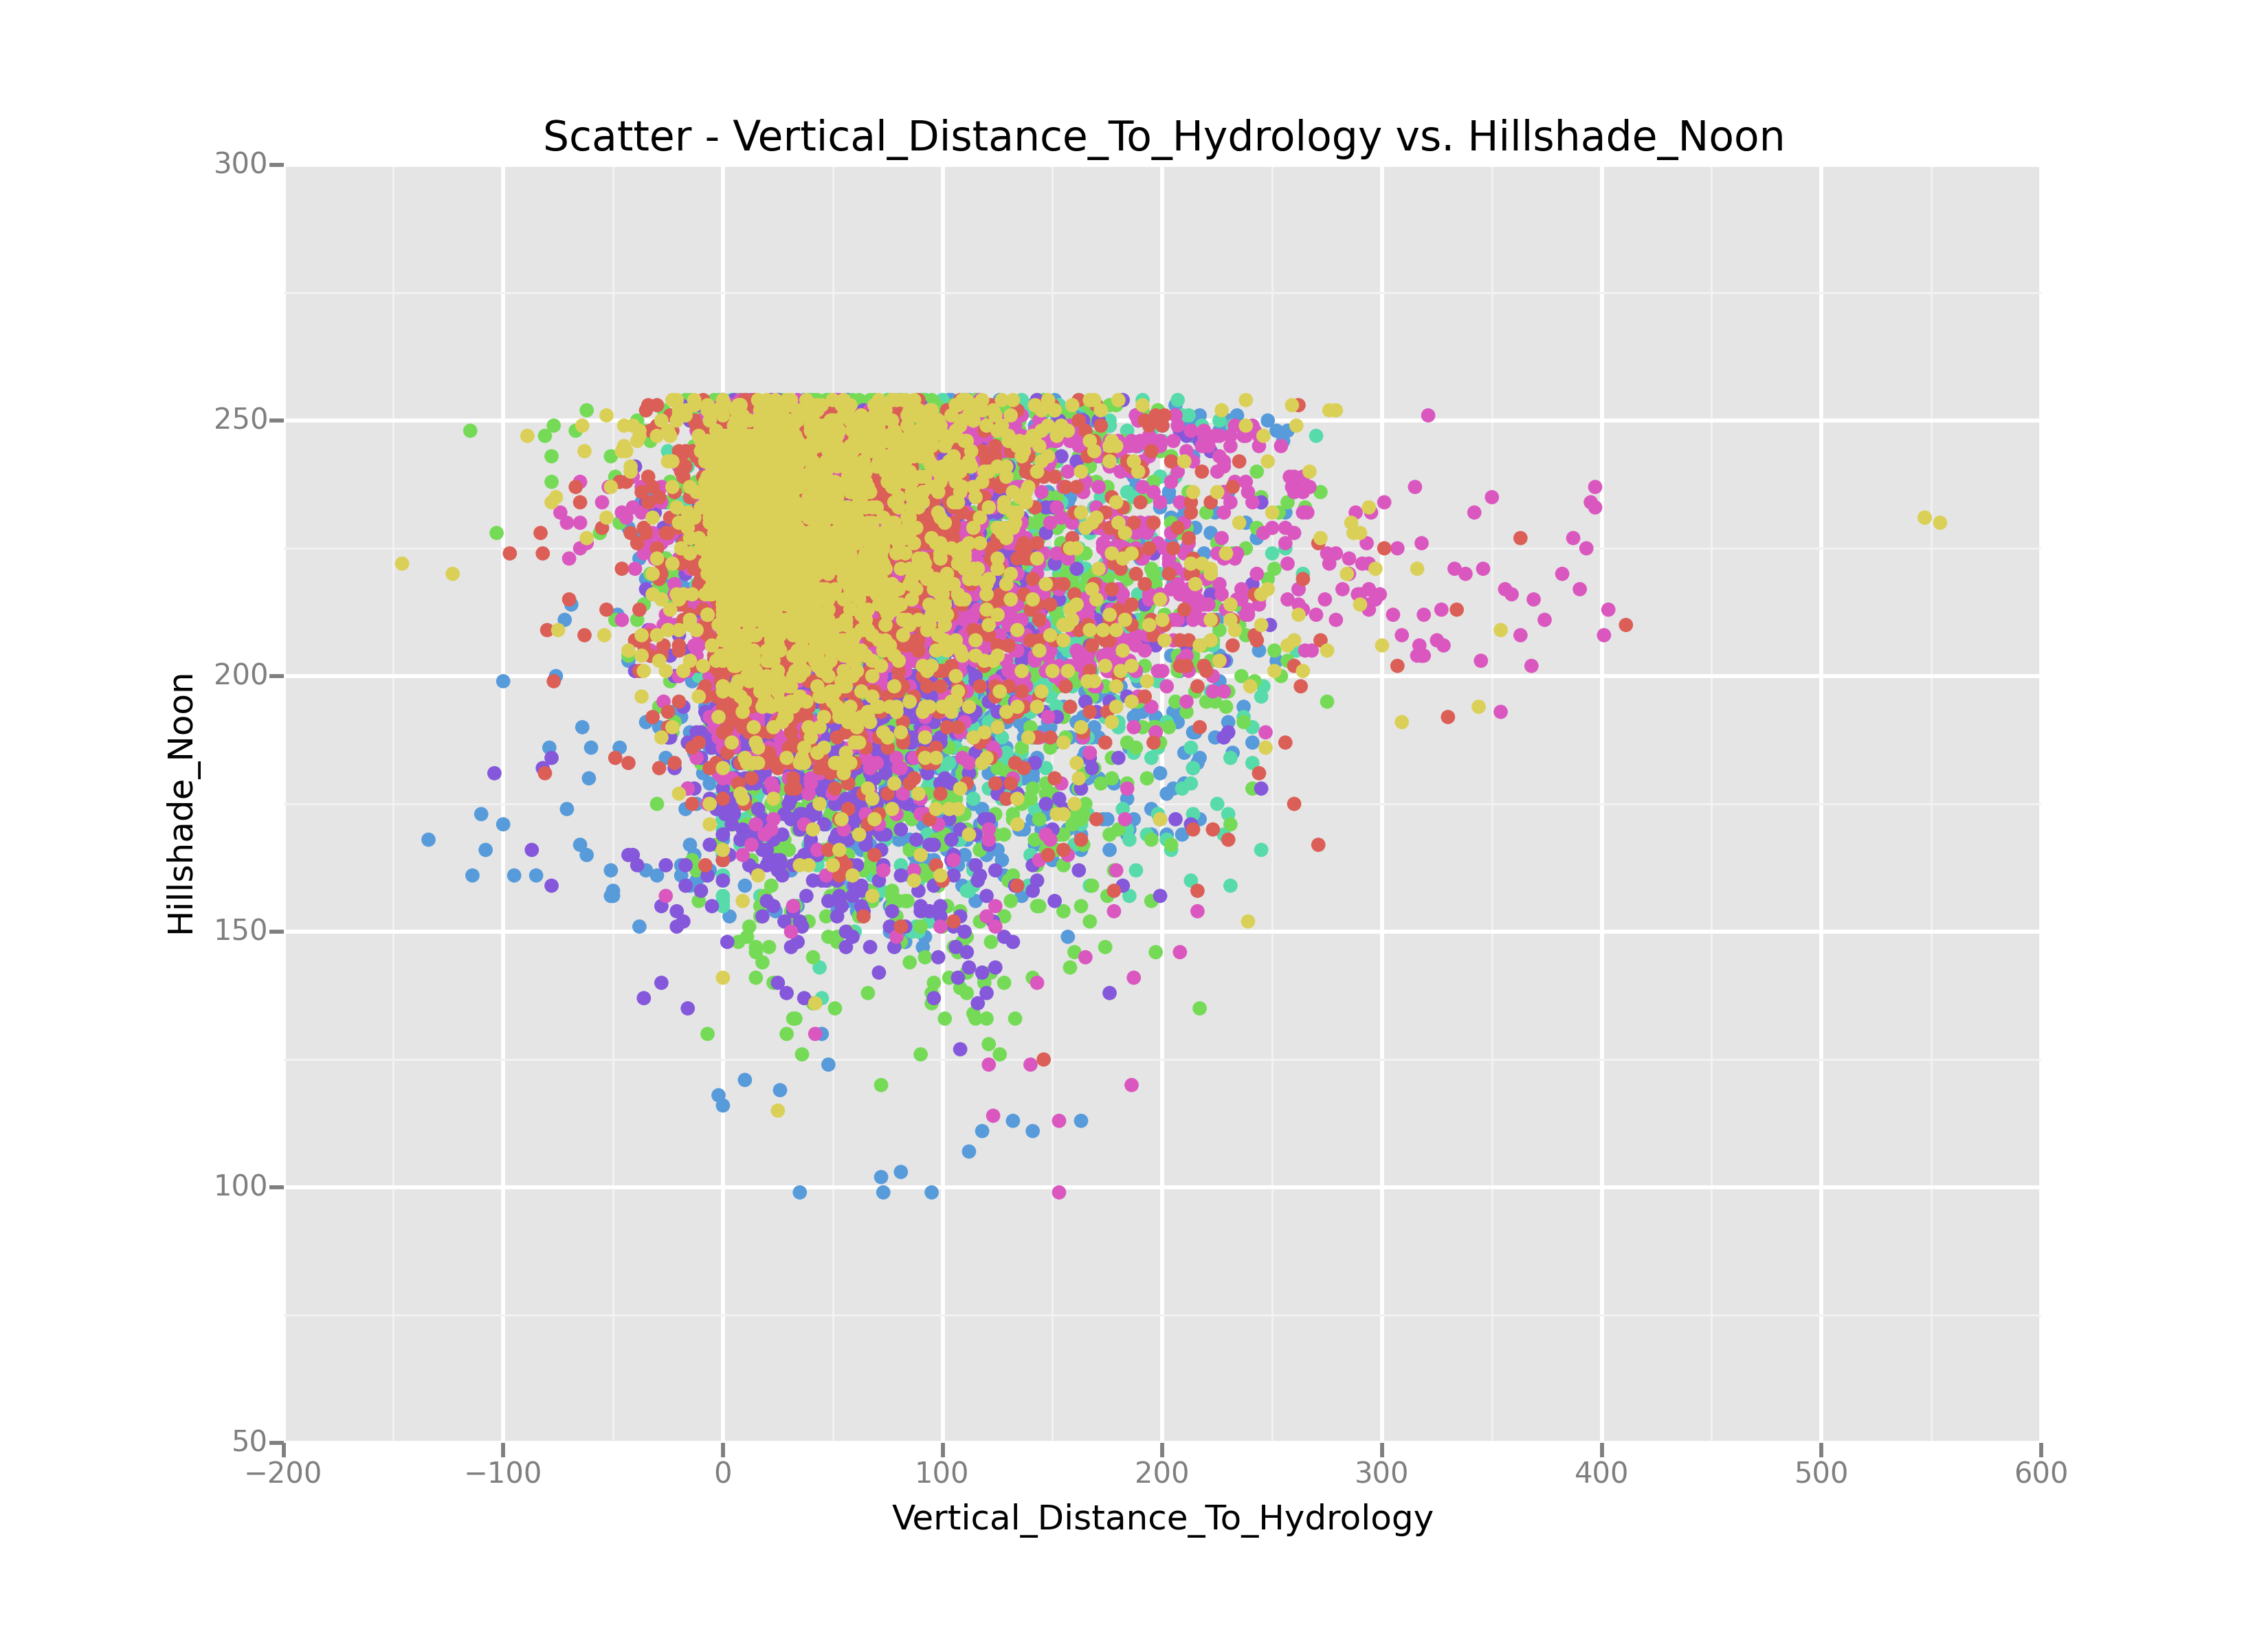 Scatter - Vertical_Distance_To_Hydrology vs. Hillshade_Noon
300
250
200
150
100
50
Hillshade_Noon
−200 −100 0 100 200 300 400 500 600
Vertical_Distance_To_Hydrology